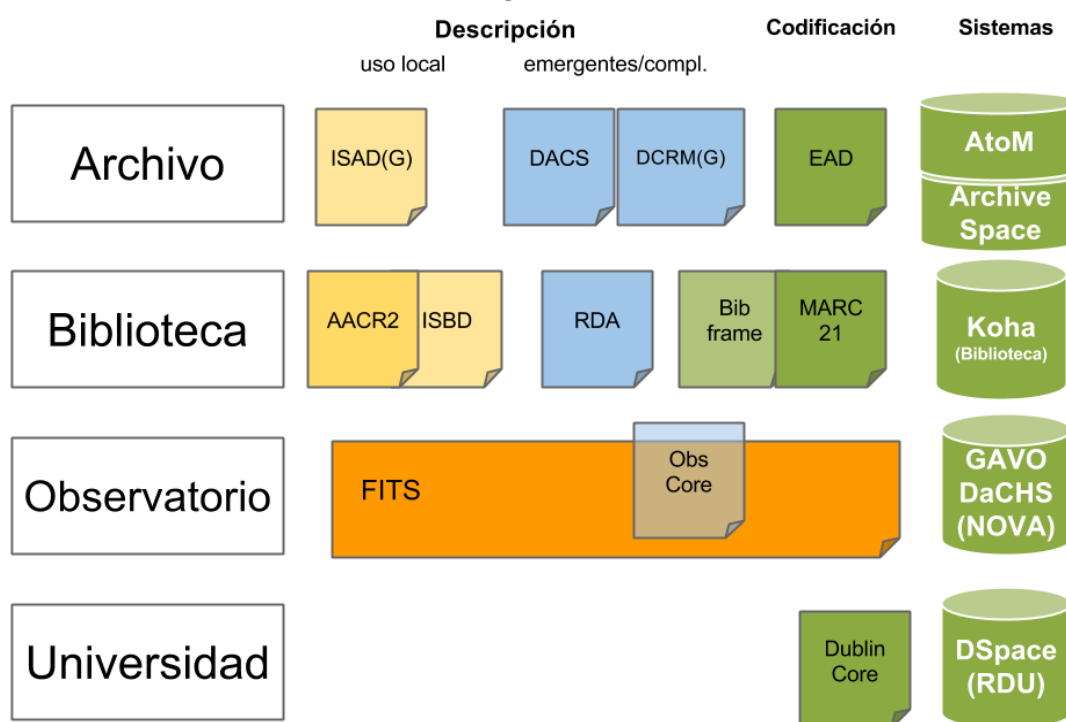 Descripción
Codificación
Sistemas
uso local
emergentes/compl.
Archivo
ISAD(G)
DACS
DCRM(G)
EAD
AtoM
Archive
Space
Biblioteca
AACR2
ISBD
RDA
Bib
frame
MARC
21
Koha
(Biblioteca)
Observatorio
FITS
Obs
Core
GAVO
DaCHS
(NOVA)
Universidad
Dublin
Core
DSpace
(RDU)